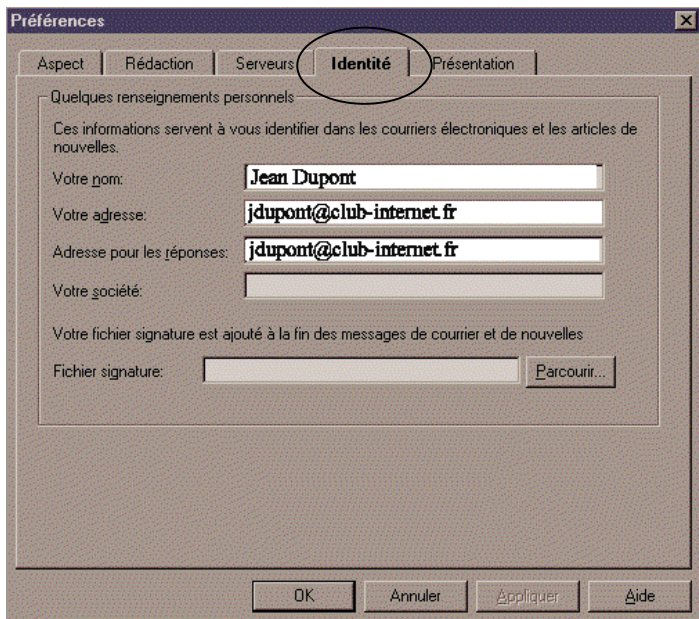 Préférences
Aspect Rédaction Serveurs Identité Présentation
Quelques renseignements personnels
Ces informations servent à vous identifier dans les courriers électroniques et les articles de
nouvelles.
Votre nom: Jean Dupont
Votre adresse: jdupont@club-internet.fr
Adresse pour les réponses: jdupont@club-internet.fr
Votre société:
Votre fichier signature est ajouté à la fin des messages de courrier et de nouvelles
Fichier signature: Parcourir...
OK Annuler Appliquer Aide